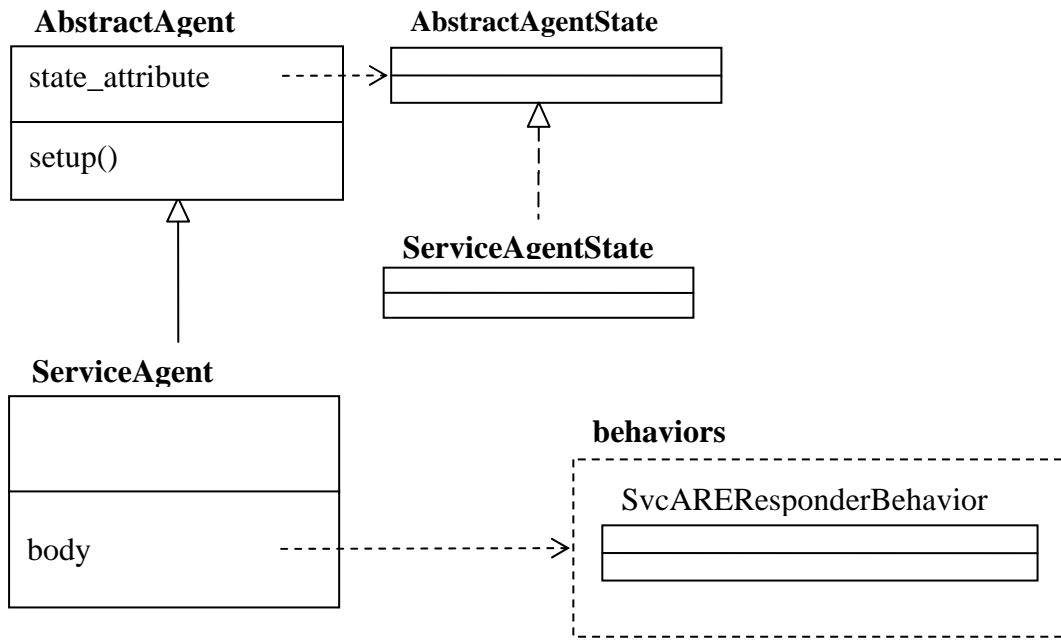 AbstractAgent
AbstractAgentState
state_attribute
setup()
ServiceAgentState
ServiceAgent
behaviors
SvcAREResponderBehavior
body